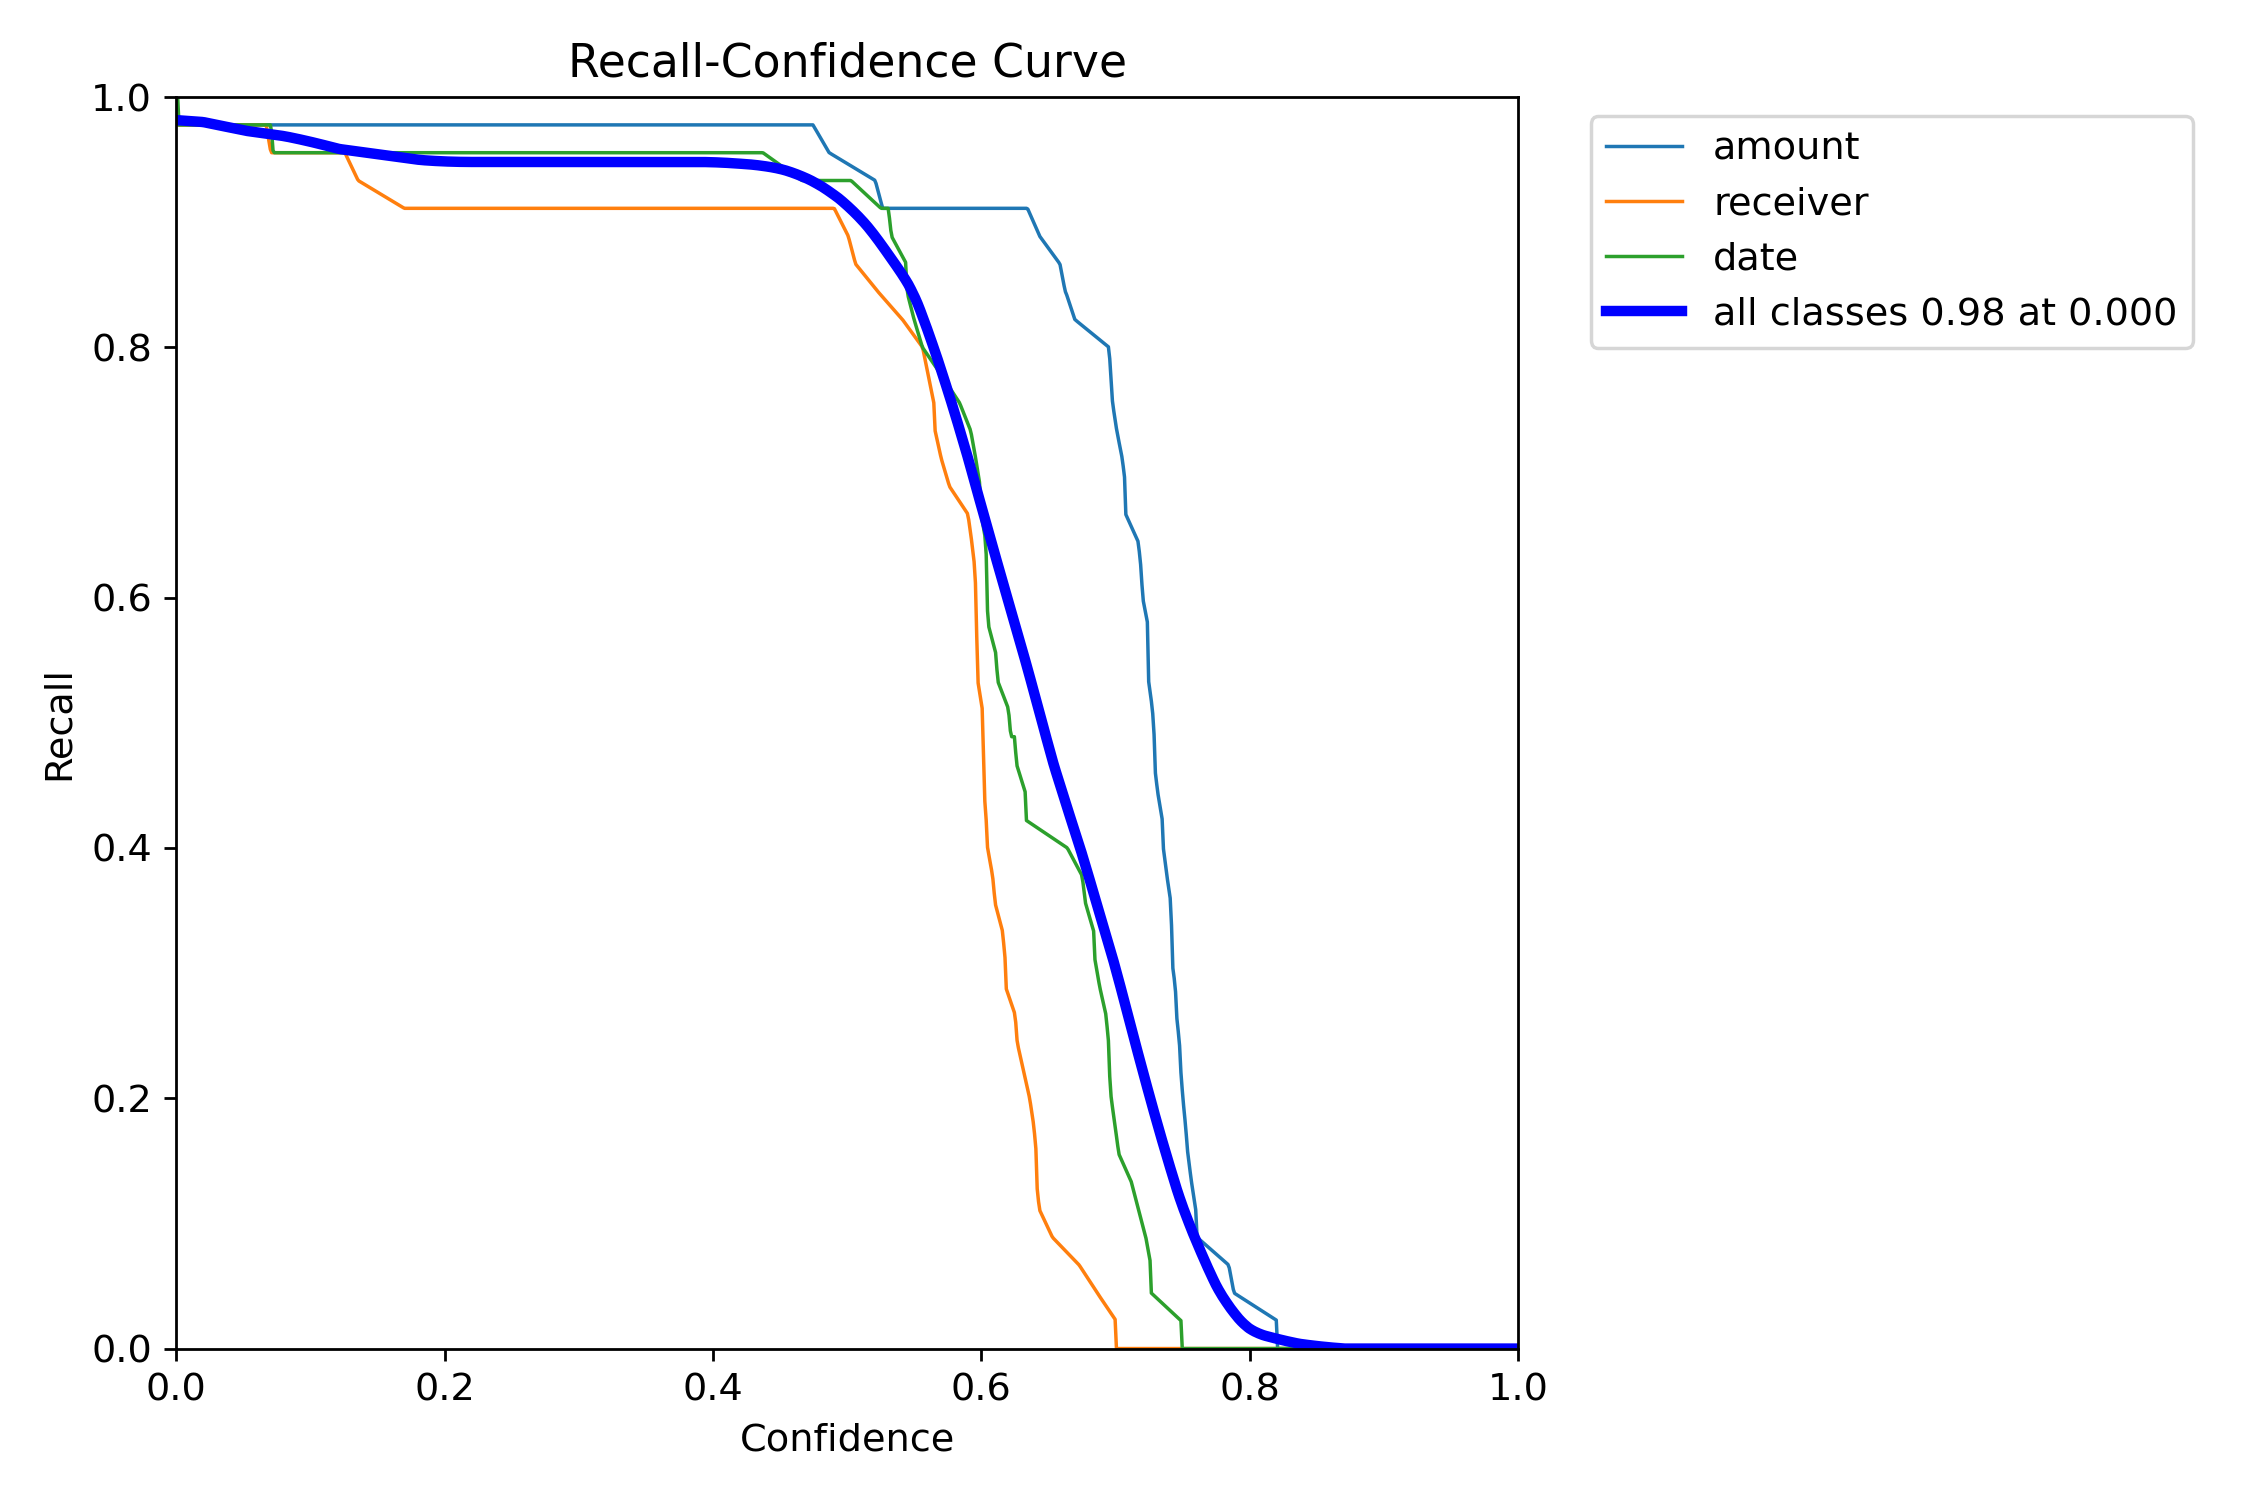 Recall-Confidence Curve
1.0
0.8
0.6
0.4
0.2
0.0
Recall
0.0 0.2 0.4 0.6 0.8 1.0
Confidence
amount
receiver
date
all classes 0.98 at 0.000